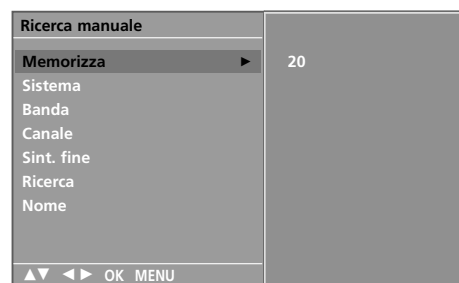 Ricerca manuale
Memorizza ► 20
Sistema
Banda
Canale
Sint. fine
Ricerca
Nome
▲▼ ◄► OK MENU